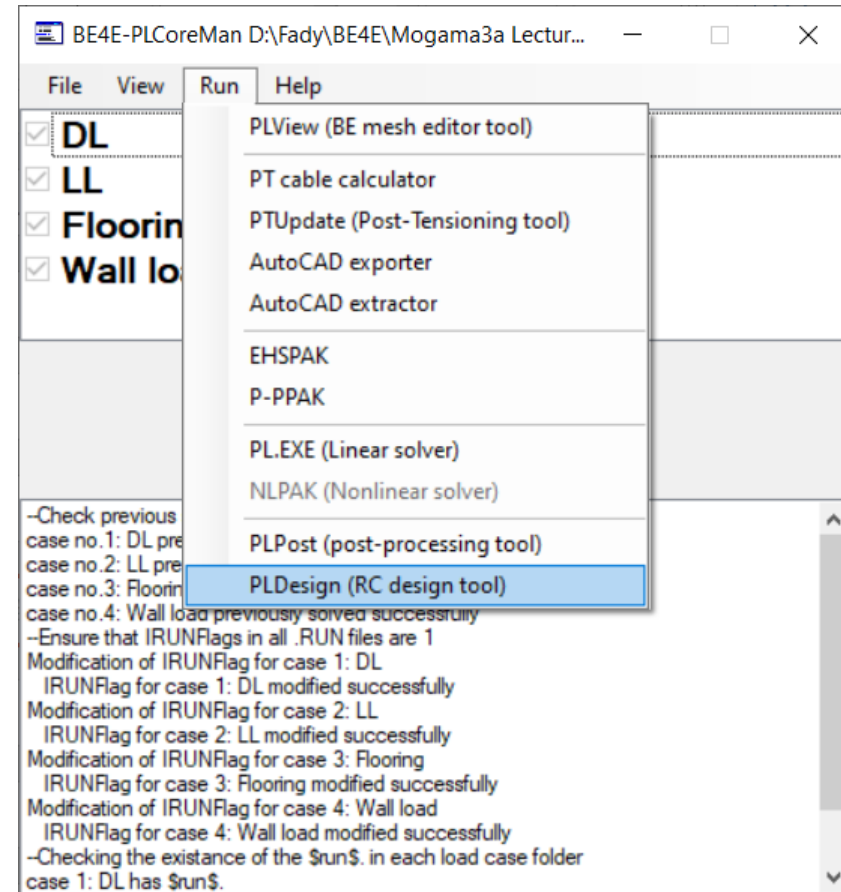 BE4E-PLCoreMan D:\Fady\BE4E\Mogama3a Lectur...
File View Run Help
DL
LL
Floorin
Wall lo
PLView (BE mesh editor tool)
PT cable calculator
PTUpdate (Post-Tensioning tool)
AutoCAD exporter
AutoCAD extractor
EHSPAK
P-PPAK
PL.EXE (Linear solver)
NLPAK (Nonlinear solver)
PLPost (post-processing tool)
PLDesign (RC design tool)
--Check previous
case no.1: DL pre
case no.2: LL pre
case no.3: Floorin
case no.4: Wall load previously solved successfully
--Ensure that IRUNFlags in all .RUN files are 1
Modification of IRUNFlag for case 1: DL
IRUNFlag for case 1: DL modified successfully
Modification of IRUNFlag for case 2: LL
IRUNFlag for case 2: LL modified successfully
Modification of IRUNFlag for case 3: Flooring
IRUNFlag for case 3: Flooring modified successfully
Modification of IRUNFlag for case 4: Wall load
IRUNFlag for case 4: Wall load modified successfully
--Checking the existance of the $run$. in each load case folder
case 1: DL has $run$.